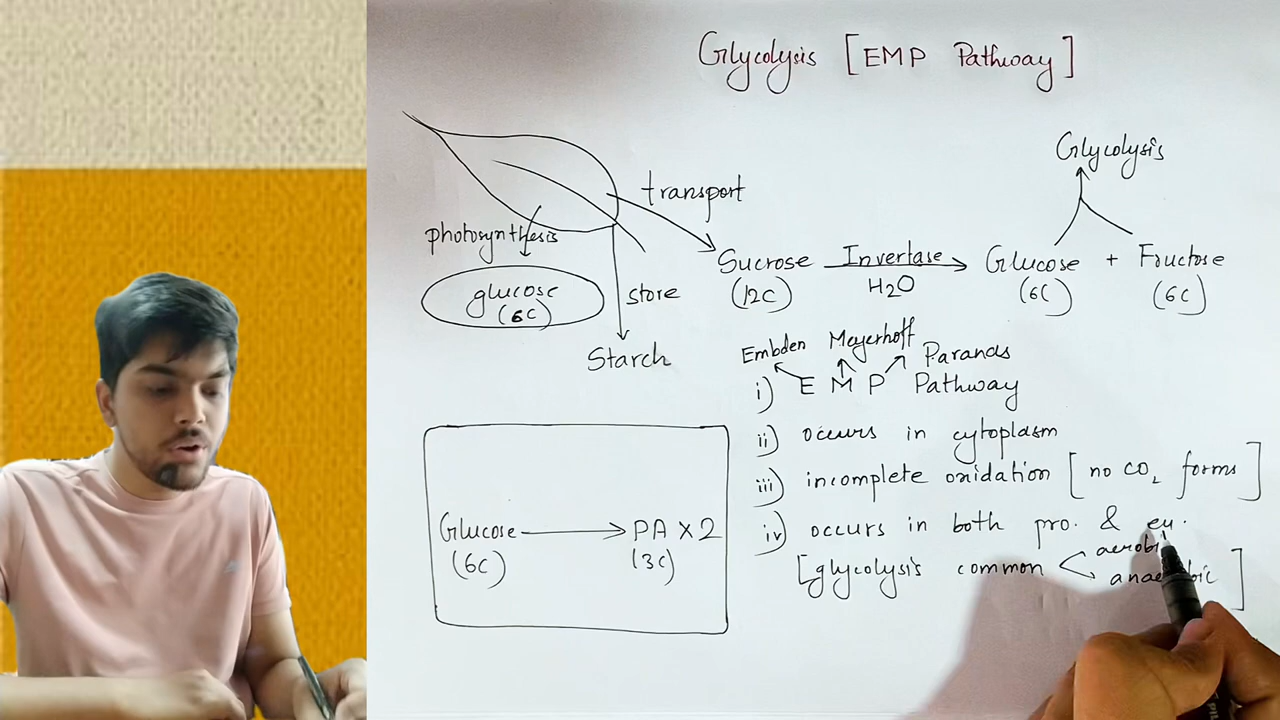 Glycolysis [EMP Pathway]
Glycolysis
transport
photosynthesis
Sucrose Invertase Glucose + Fructose
(12C) H2O (6C) (6C)
glucose
(6C)
store
Starch
Embden Meyerhoff Paranas
i) E M P Pathway
ii) occurs in cytoplasm
iii) incomplete oxidation [no CO2 forms]
iv) occurs in both pro. & eu.
[glycolysis common aerobic
anaerobic]
Glucose PA X 2
(6C) (3C)